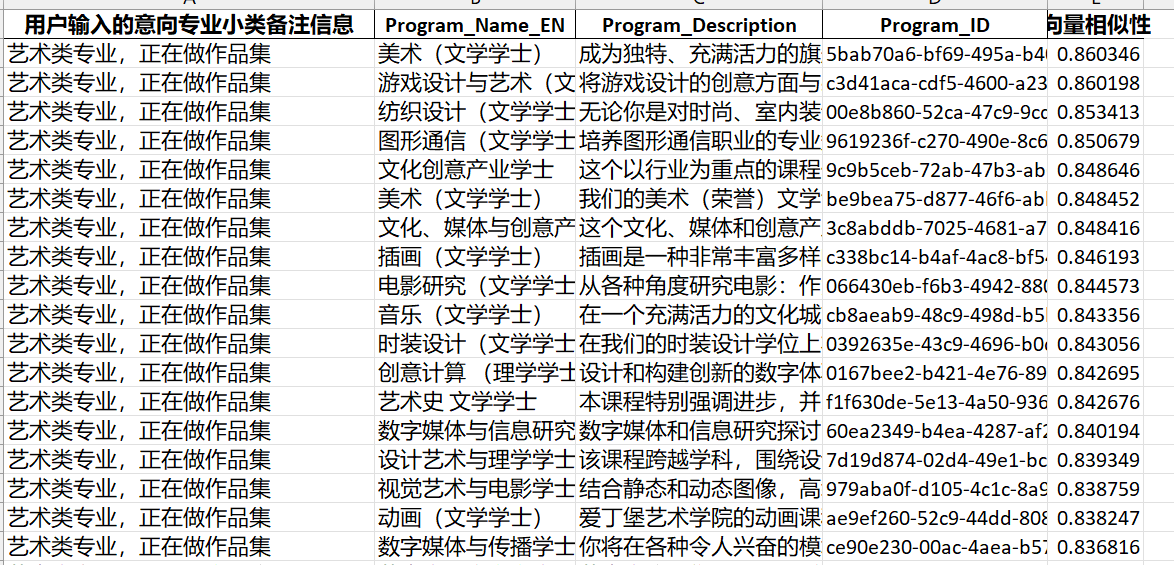 用户输入的意向专业小类备注信息 Program_Name_EN Program_Description Program_ID 向量相似性
艺术类专业，正在做作品集 美术（文学学士） 成为独特、充满活力的旗 5bab70a6-bf69-495a-b4 0.860346
艺术类专业，正在做作品集 游戏设计与艺术（文 将游戏设计的创意方面与 c3d41aca-cdf5-4600-a23 0.860198
艺术类专业，正在做作品集 纺织设计（文学学士 无论你是对时尚、室内装 00e8b860-52ca-47c9-9cc 0.853413
艺术类专业，正在做作品集 图形通信（文学学士 培养图形通信职业的专业 9619236f-c270-490e-8c6 0.850679
艺术类专业，正在做作品集 文化创意产业学士 这个以行业为重点的课程 9c9b5ceb-72ab-47b3-ab 0.848646
艺术类专业，正在做作品集 美术（文学学士） 我们的美术（荣誉）文学 be9bea75-d877-46f6-ab 0.848452
艺术类专业，正在做作品集 文化、媒体与创意产 这个文化、媒体和创意产 3c8abddb-7025-4681-a7 0.848416
艺术类专业，正在做作品集 插画（文学学士） 插画是一种非常丰富多样 c338bc14-b4af-4ac8-bf5 0.846193
艺术类专业，正在做作品集 电影研究（文学学士 从各种角度研究电影：作 066430eb-f6b3-4942-880 0.844573
艺术类专业，正在做作品集 音乐（文学学士） 在一个充满活力的文化城 cb8aeab9-48c9-498d-b5 0.843356
艺术类专业，正在做作品集 时装设计（文学学士 在我们的时装设计学位上 0392635e-43c9-4696-b0 0.843056
艺术类专业，正在做作品集 创意计算 （理学学士 设计和构建创新的数字体 0167bee2-b421-4e76-89 0.842695
艺术类专业，正在做作品集 艺术史 文学学士 本课程特别强调进步，并 f1f630de-5e13-4a50-936 0.842676
艺术类专业，正在做作品集 数字媒体与信息研究 数字媒体和信息研究探讨 60ea2349-b4ea-4287-af2 0.840194
艺术类专业，正在做作品集 设计艺术与理学学士 该课程跨越学科，围绕设 7d19d874-02d4-49e1-bc 0.839349
艺术类专业，正在做作品集 视觉艺术与电影学士 结合静态和动态图像，高 979aba0f-d105-4c1c-8a9 0.838759
艺术类专业，正在做作品集 动画（文学学士） 爱丁堡艺术学院的动画课 ae9ef260-52c9-44dd-808 0.838247
艺术类专业，正在做作品集 数字媒体与传播学士 你将在各种令人兴奋的模 ce90e230-00ac-4aea-b57 0.836816